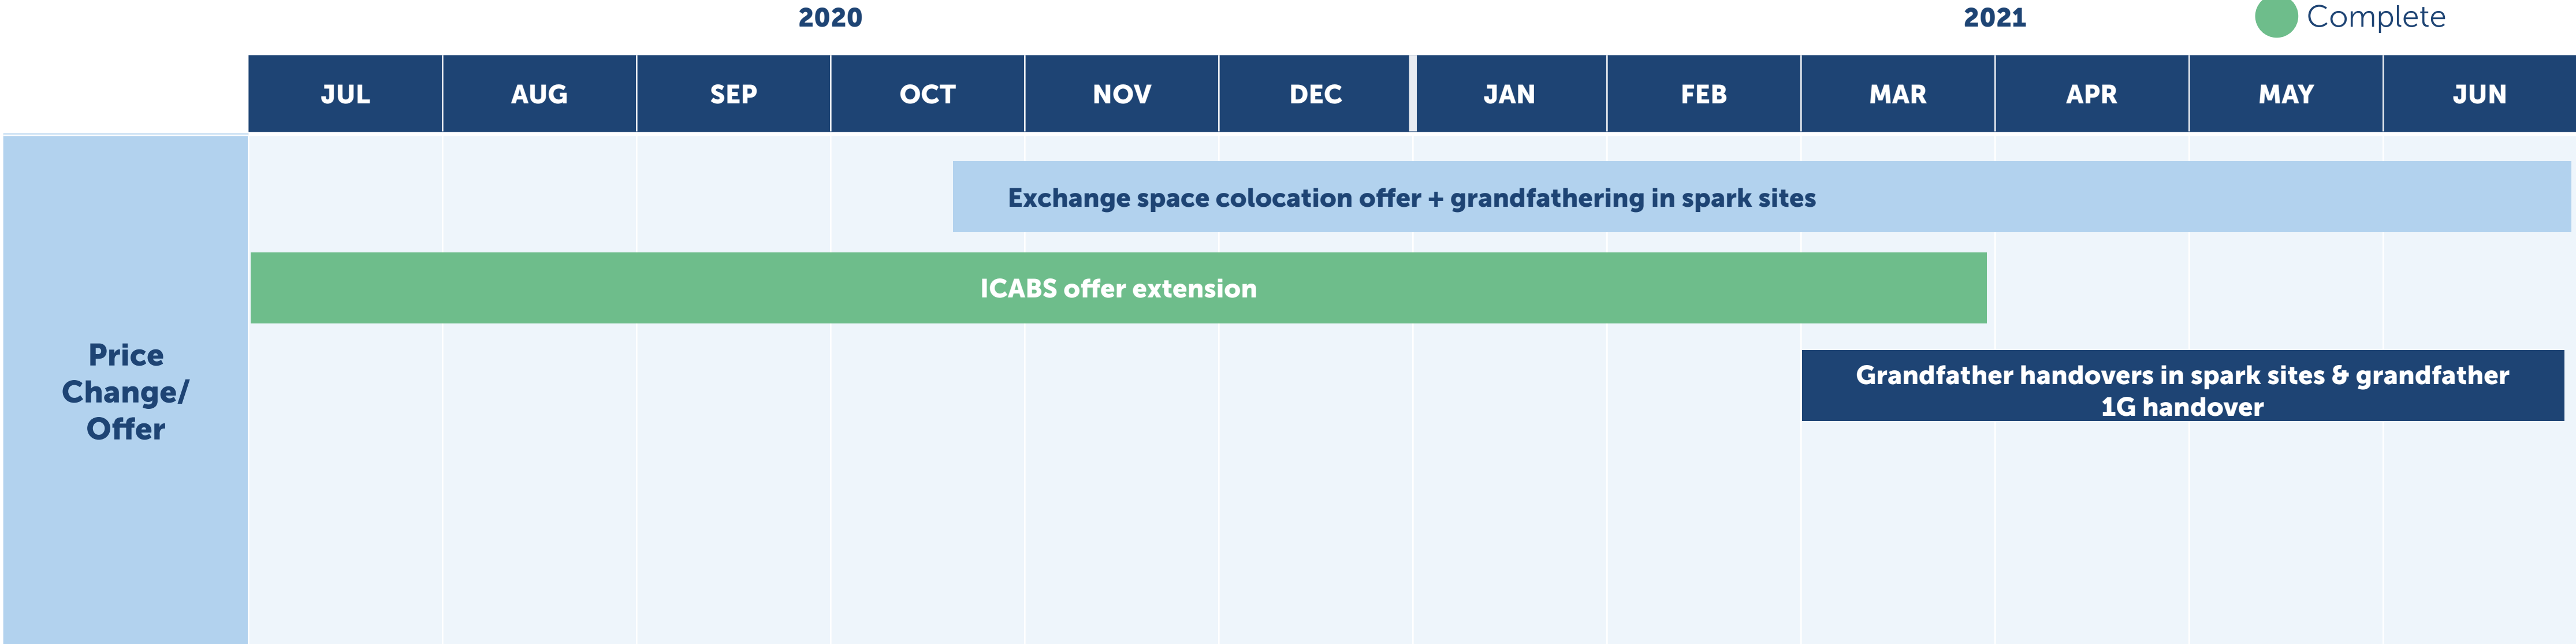 2020
2021
Complete
JUL
AUG
SEP
OCT
NOV
DEC
JAN
FEB
MAR
APR
MAY
JUN
Exchange space colocation offer + grandfathering in spark sites
ICABS offer extension
Price
Change/
Offer
Grandfather handovers in spark sites & grandfather
1G handover